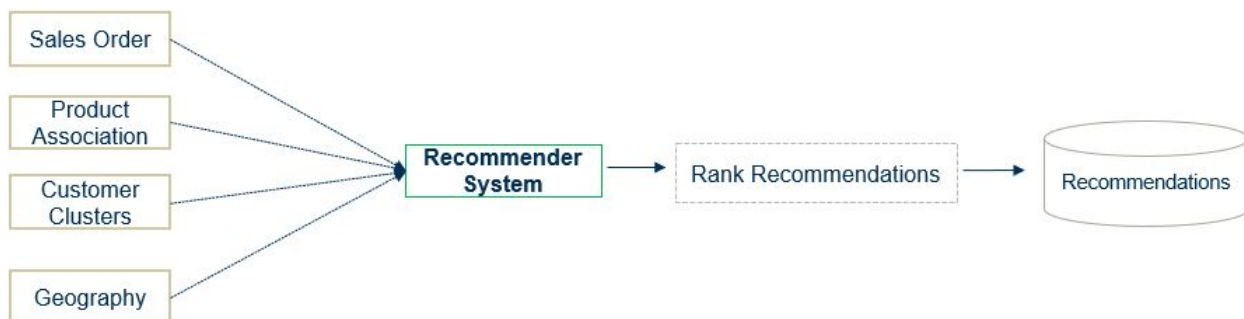 Sales Order
Product
Association
Customer
Clusters
Geography
Recommender
System
Rank Recommendations
Recommendations